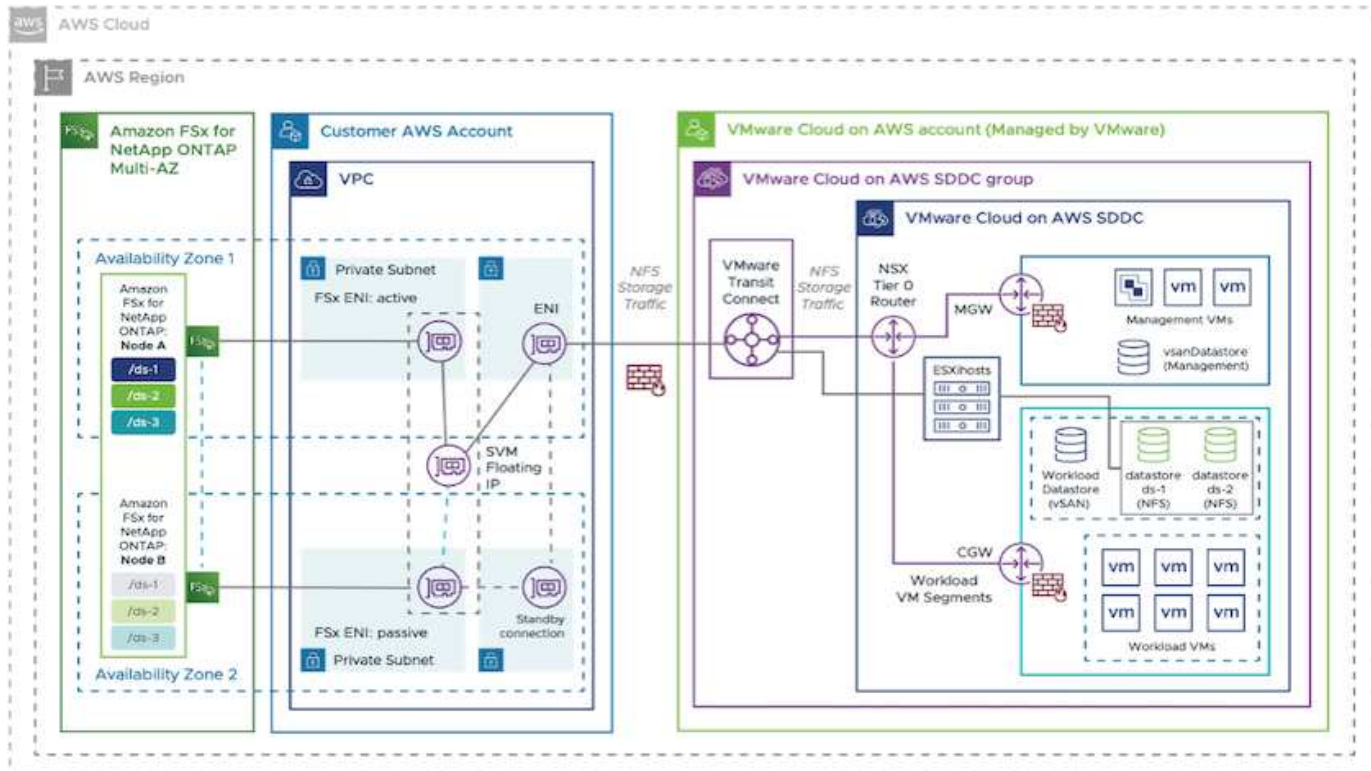 aws
AWS Cloud
AWS Region
FSx
Amazon FSx for
NetApp ONTAP
Multi-AZ
Customer AWS Account
VPC
Availability Zone 1
Amazon
FSx for
NetApp
ONTAP:
Node A
/ds-1
/ds-2
/ds-3
FSx
Private Subnet
FSx ENI: active
ENI
SVM
Floating
IP
Amazon
FSx for
NetApp
ONTAP:
Node B
/ds-1
/ds-2
/ds-3
FSx
FSx ENI: passive
Private Subnet
Standby
connection
Availability Zone 2
NFS
Storage
Traffic
VMware Cloud on AWS account (Managed by VMware)
VMware Cloud on AWS SDDC group
VMware Cloud on AWS SDDC
VMware
Transit
Connect
NFS
Storage
Traffic
NSX
Tier 0
Router
MGW
vm
vm
Management VMs
vsanDatastore
(Management)
ESXihosts
Workload
Datastore
(vSAN)
datastore
ds-1
(NFS)
datastore
ds-2
(NFS)
CGW
Workload
VM Segments
vm
vm
vm
vm
vm
vm
Workload VMs